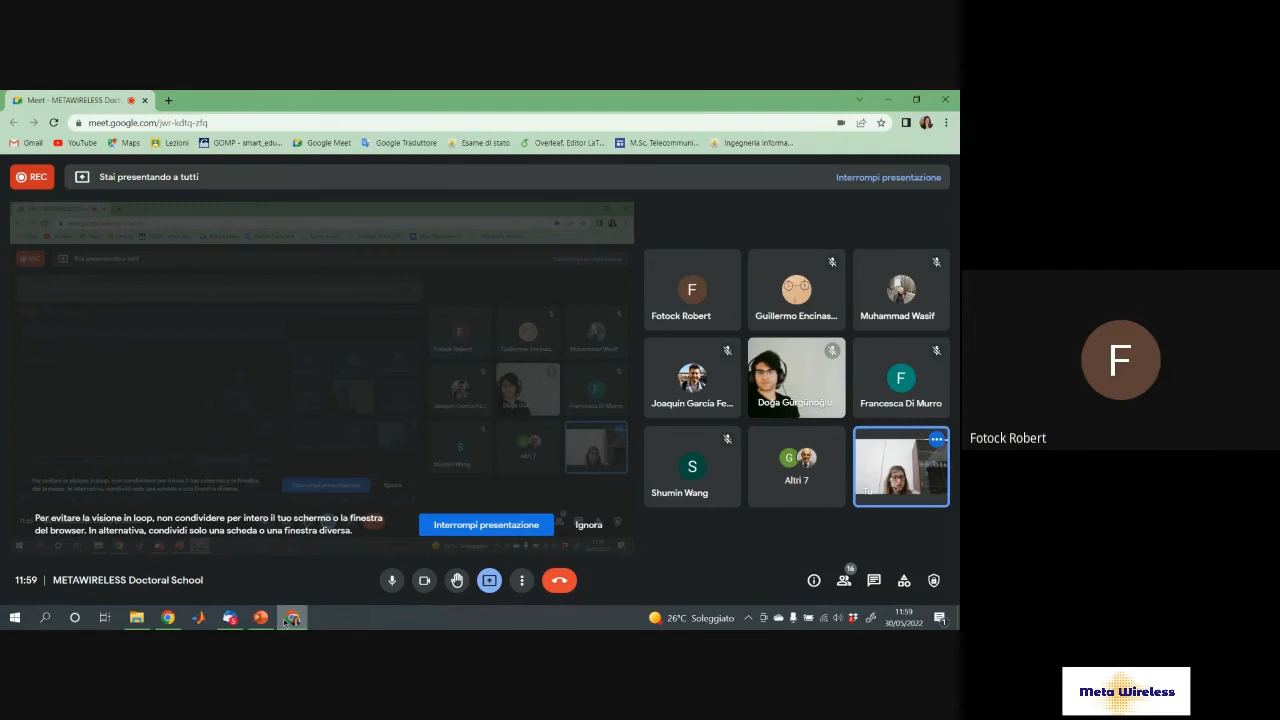 Meet - METAWIRELESS Doct
meet.google.com/jwr-kdtq-zfq
Gmail
YouTube
Maps
Lezioni
GOMP - smart_edu...
Google Meet
Google Traduttore
Esame di stato
Overleaf, Editor LaT...
M.Sc. Telecommuni...
Ingegneria Informa...
REC
Stai presentando a tutti
Interrompi presentazione
F
Fotock Robert
Guillermo Encinas...
Muhammad Wasif
Joaquín García Fe...
Doğa Gürgünoğlu
F
Francesca Di Murro
S
Shumin Wang
G
Altri 7
Tu
Per evitare la visione in loop, non condividere per intero il tuo schermo o la finestra
del browser. In alternativa, condividi solo una scheda o una finestra diversa.
Interrompi presentazione
Ignora
11:59
METAWIRELESS Doctoral School
16
26°C Soleggiato
11:59
30/05/2022
F
Fotock Robert
Meta Wireless